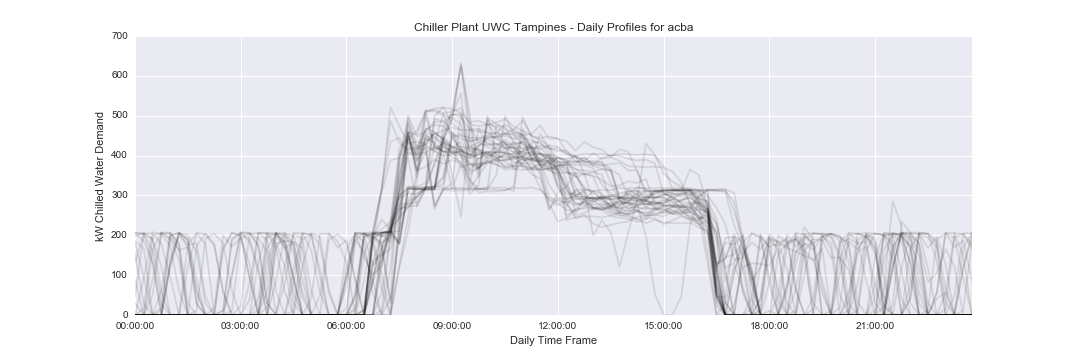 Chiller Plant UWC Tampines - Daily Profiles for acba
700
600
500
400
300
200
100
0
kW Chilled Water Demand
00:00:00 03:00:00 06:00:00 09:00:00 12:00:00 15:00:00 18:00:00 21:00:00
Daily Time Frame